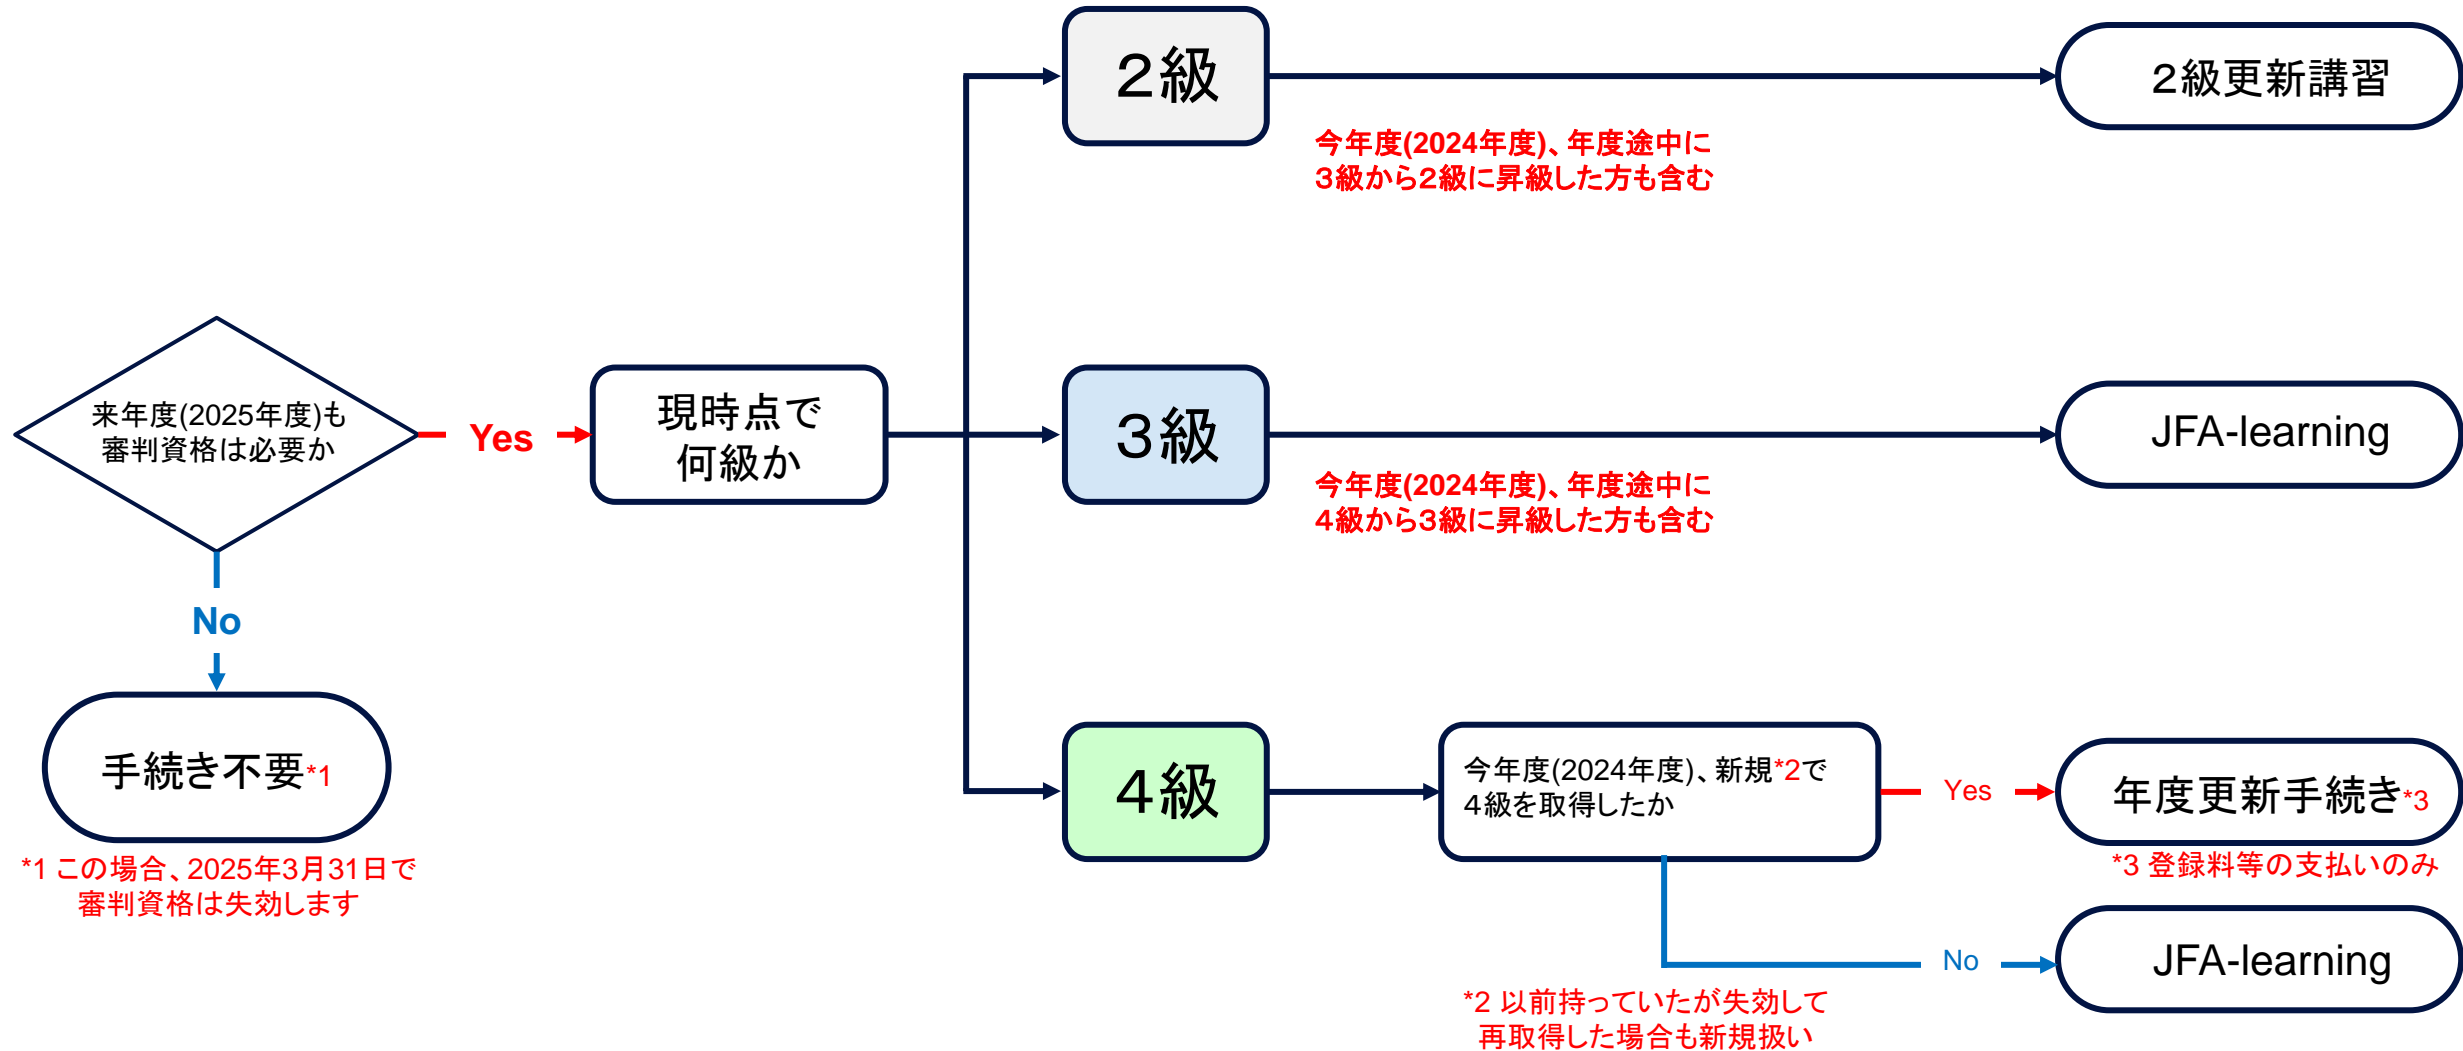 ２級
２級更新講習
今年度(2024年度)、年度途中に
３級から２級に昇級した方も含む
来年度(2025年度)も
審判資格は必要か
Yes
現時点で
何級か
３級
JFA-learning
今年度(2024年度)、年度途中に
４級から３級に昇級した方も含む
No
手続き不要*1
*1 この場合、2025年3月31日で
審判資格は失効します
４級
今年度(2024年度)、新規*2で
４級を取得したか
Yes
年度更新手続き*3
*3 登録料等の支払いのみ
No
JFA-learning
*2 以前持っていたが失効して
再取得した場合も新規扱い